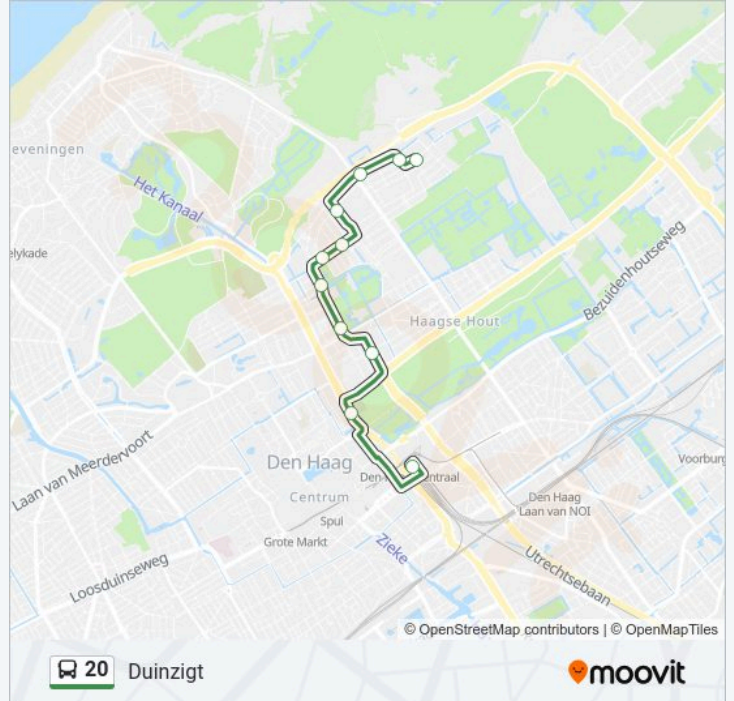 eveningen
Het Kanaal
elykade
Bezuidenhoutseweg
Haagse Hout
Laan van Meerdervoort
Den Haag
Centrum
Voorburg
Den Haag
Laan van NOI
Spui
Grote Markt
Zieke
Loosduinseweg
Utrechtsebaan
© OpenStreetMap contributors | © OpenMapTiles
20 Duinzigt
moovit